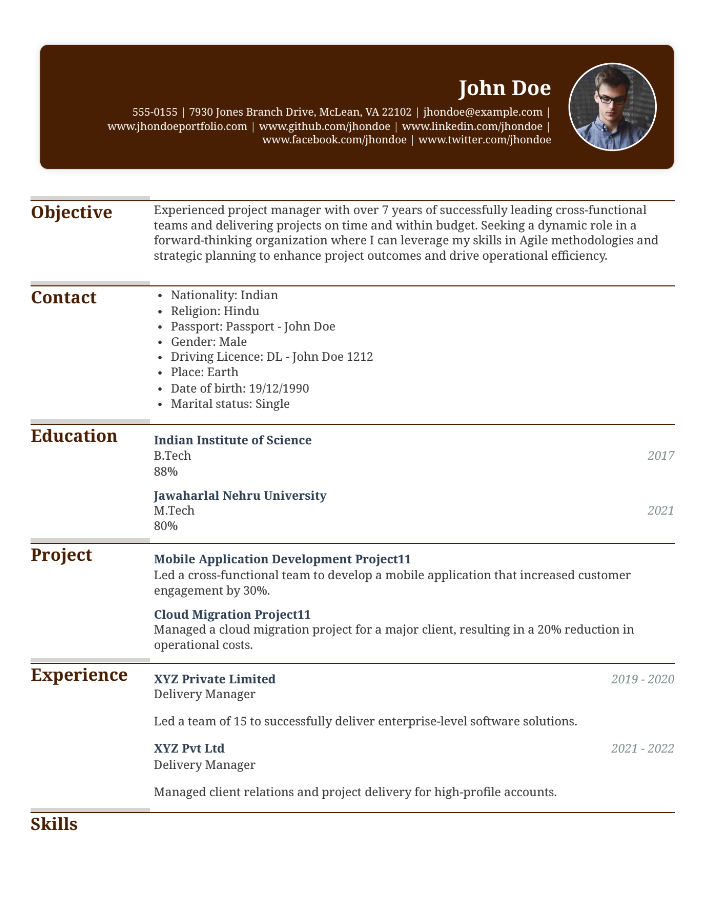 John Doe
555-0155 | 7930 Jones Branch Drive, McLean, VA 22102 | jhondoe@example.com |
www.jhondoeportfolio.com | www.github.com/jhondoe | www.linkedin.com/jhondoe |
www.facebook.com/jhondoe | www.twitter.com/jhondoe
Objective
Experienced project manager with over 7 years of successfully leading cross-functional
teams and delivering projects on time and within budget. Seeking a dynamic role in a
forward-thinking organization where I can leverage my skills in Agile methodologies and
strategic planning to enhance project outcomes and drive operational efficiency.
Contact
• Nationality: Indian
• Religion: Hindu
• Passport: Passport - John Doe
• Gender: Male
• Driving Licence: DL - John Doe 1212
• Place: Earth
• Date of birth: 19/12/1990
• Marital status: Single
Education
Indian Institute of Science
B.Tech 2017
88%
Jawaharlal Nehru University
M.Tech 2021
80%
Project
Mobile Application Development Project11
Led a cross-functional team to develop a mobile application that increased customer
engagement by 30%.
Cloud Migration Project11
Managed a cloud migration project for a major client, resulting in a 20% reduction in
operational costs.
Experience
XYZ Private Limited 2019 - 2020
Delivery Manager
Led a team of 15 to successfully deliver enterprise-level software solutions.
XYZ Pvt Ltd 2021 - 2022
Delivery Manager
Managed client relations and project delivery for high-profile accounts.
Skills